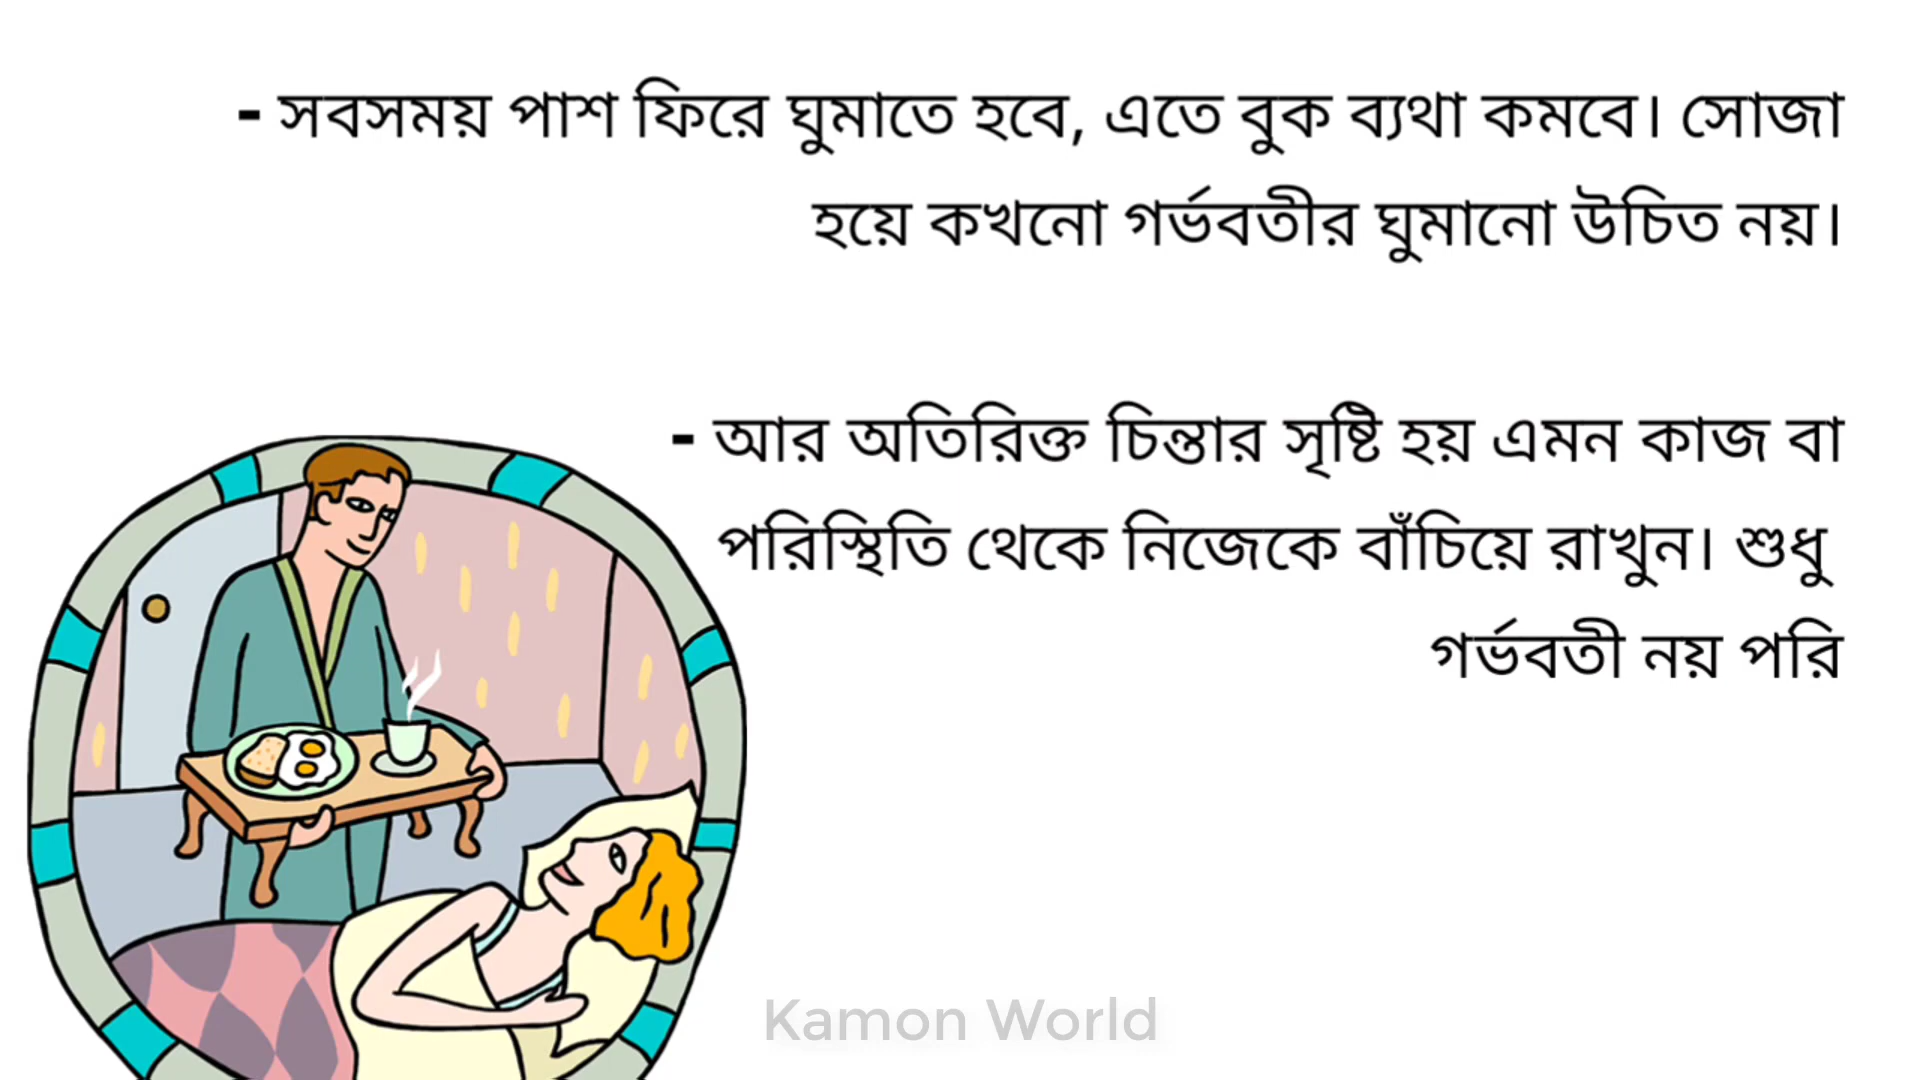 - সবসময় পাশ ফিরে ঘুমাতে হবে, এতে বুক ব্যথা কমবে। সোজা
হয়ে কখনো গর্ভবতীর ঘুমানো উচিত নয়।
- আর অতিরিক্ত চিন্তার সৃষ্টি হয় এমন কাজ বা
পরিস্থিতি থেকে নিজেকে বাঁচিয়ে রাখুন। শুধু
গর্ভবতী নয় পরি
Kamon World